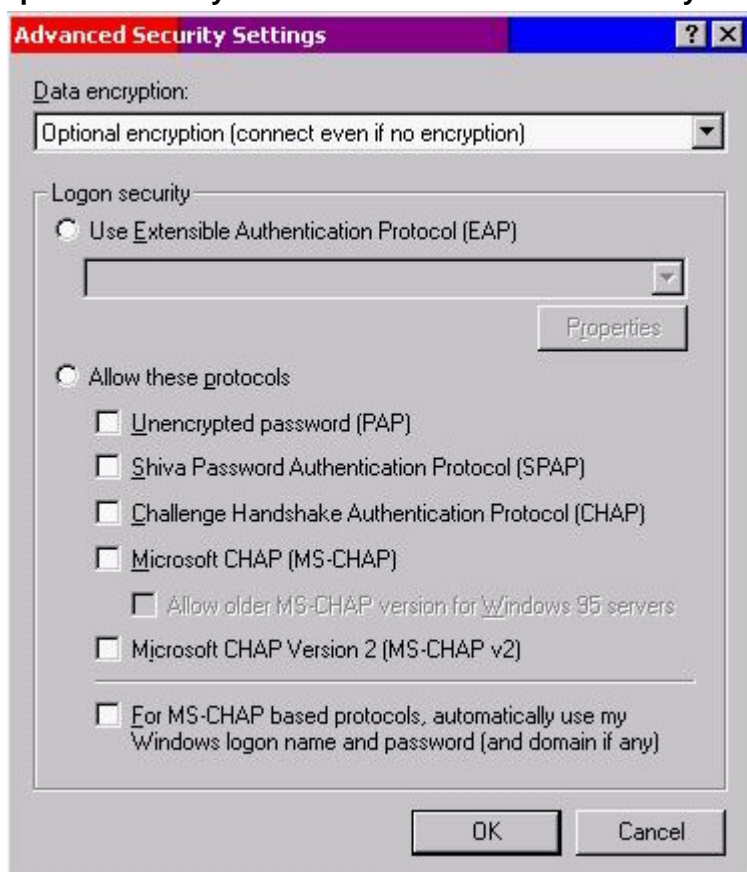 Advanced Security Settings
Data encryption:
Optional encryption (connect even if no encryption)
Logon security
Use Extensible Authentication Protocol (EAP)
Properties
Allow these protocols
Unencrypted password (PAP)
Shiva Password Authentication Protocol (SPAP)
Challenge Handshake Authentication Protocol (CHAP)
Microsoft CHAP (MS-CHAP)
Allow older MS-CHAP version for Windows 95 servers
Microsoft CHAP Version 2 (MS-CHAP v2)
For MS-CHAP based protocols, automatically use my
Windows logon name and password (and domain if any)
OK Cancel